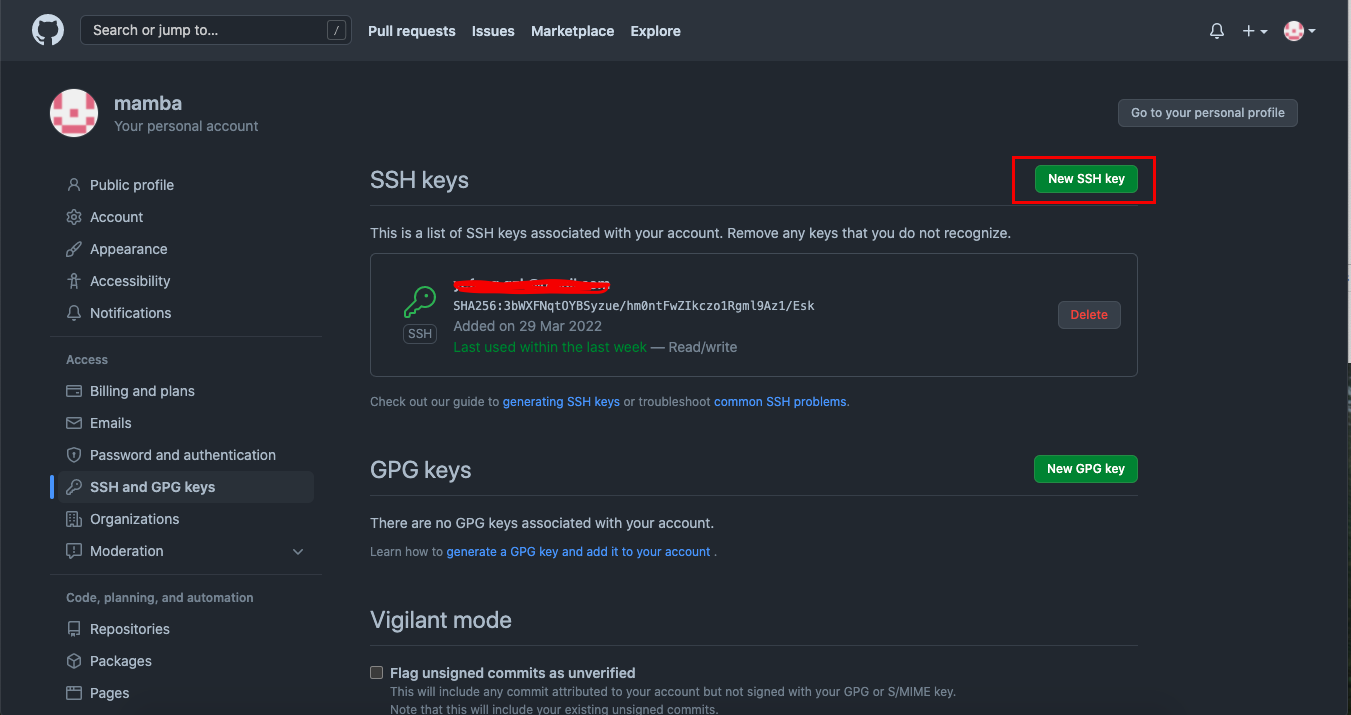 Search or jump to...
/
Pull requests
Issues
Marketplace
Explore
mamba
Your personal account
Go to your personal profile
Public profile
Account
Appearance
Accessibility
Notifications
Access
Billing and plans
Emails
Password and authentication
SSH and GPG keys
Organizations
Moderation
Code, planning, and automation
Repositories
Packages
Pages
SSH keys
New SSH key
This is a list of SSH keys associated with your account. Remove any keys that you do not recognize.
SHA256:3bWXFNqtOYBSyzue/hm0ntFwZIkczo1Rgml9Az1/Esk
SSH
Added on 29 Mar 2022
Last used within the last week — Read/write
Delete
Check out our guide to generating SSH keys or troubleshoot common SSH problems.
GPG keys
New GPG key
There are no GPG keys associated with your account.
Learn how to generate a GPG key and add it to your account .
Vigilant mode
Flag unsigned commits as unverified
This will include any commit attributed to your account but not signed with your GPG or S/MIME key.
Note that this will include your existing unsigned commits.